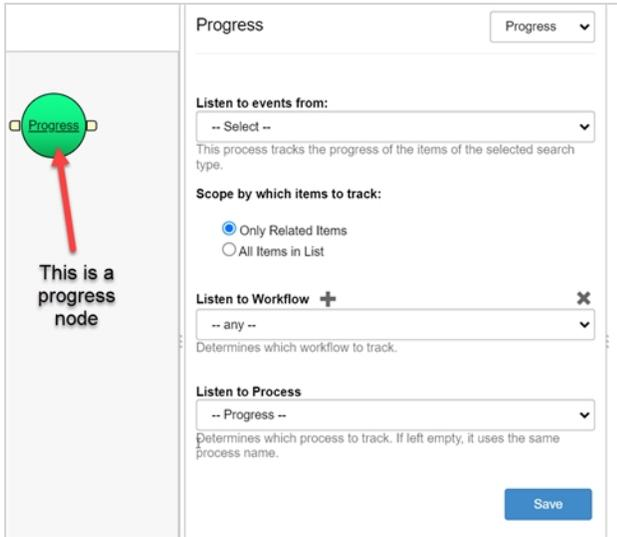 Progress
Progress
Progress
This is a
progress
node
Listen to events from:
-- Select --
This process tracks the progress of the items of the selected search
type.
Scope by which items to track:
Only Related Items
All Items in List
Listen to Workflow
-- any --
Determines which workflow to track.
Listen to Process
-- Progress --
Determines which process to track. If left empty, it uses the same
process name.
Save